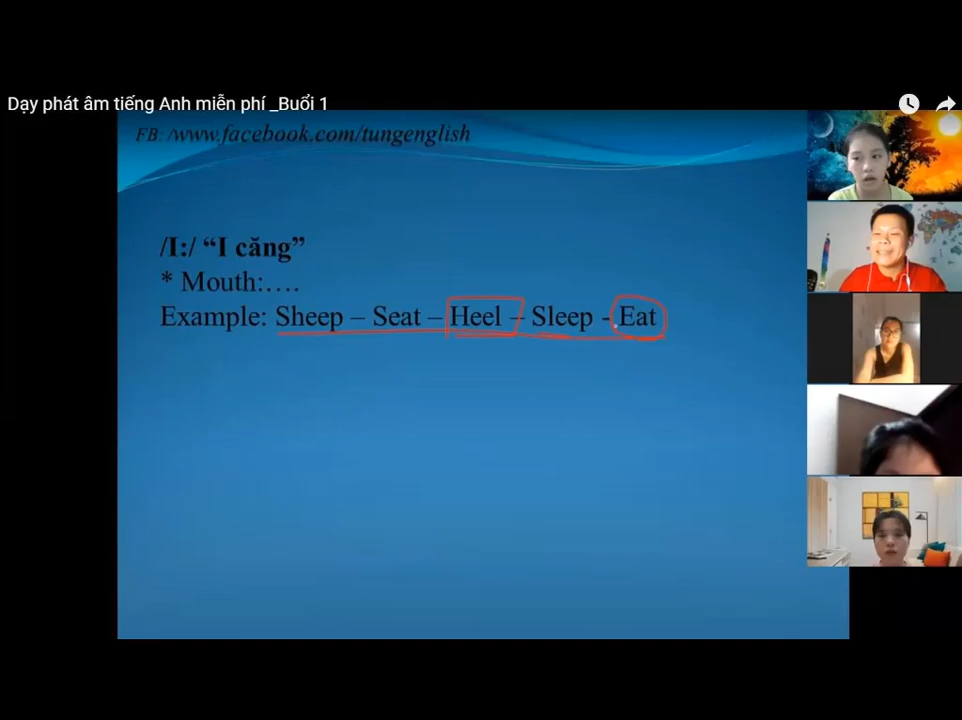 Dạy phát âm tiếng Anh miễn phí _Buổi 1
FB: /www.facebook.com/tungenglish
/I:/ “I căng”
* Mouth:….
Example: Sheep – Seat – Heel – Sleep - Eat